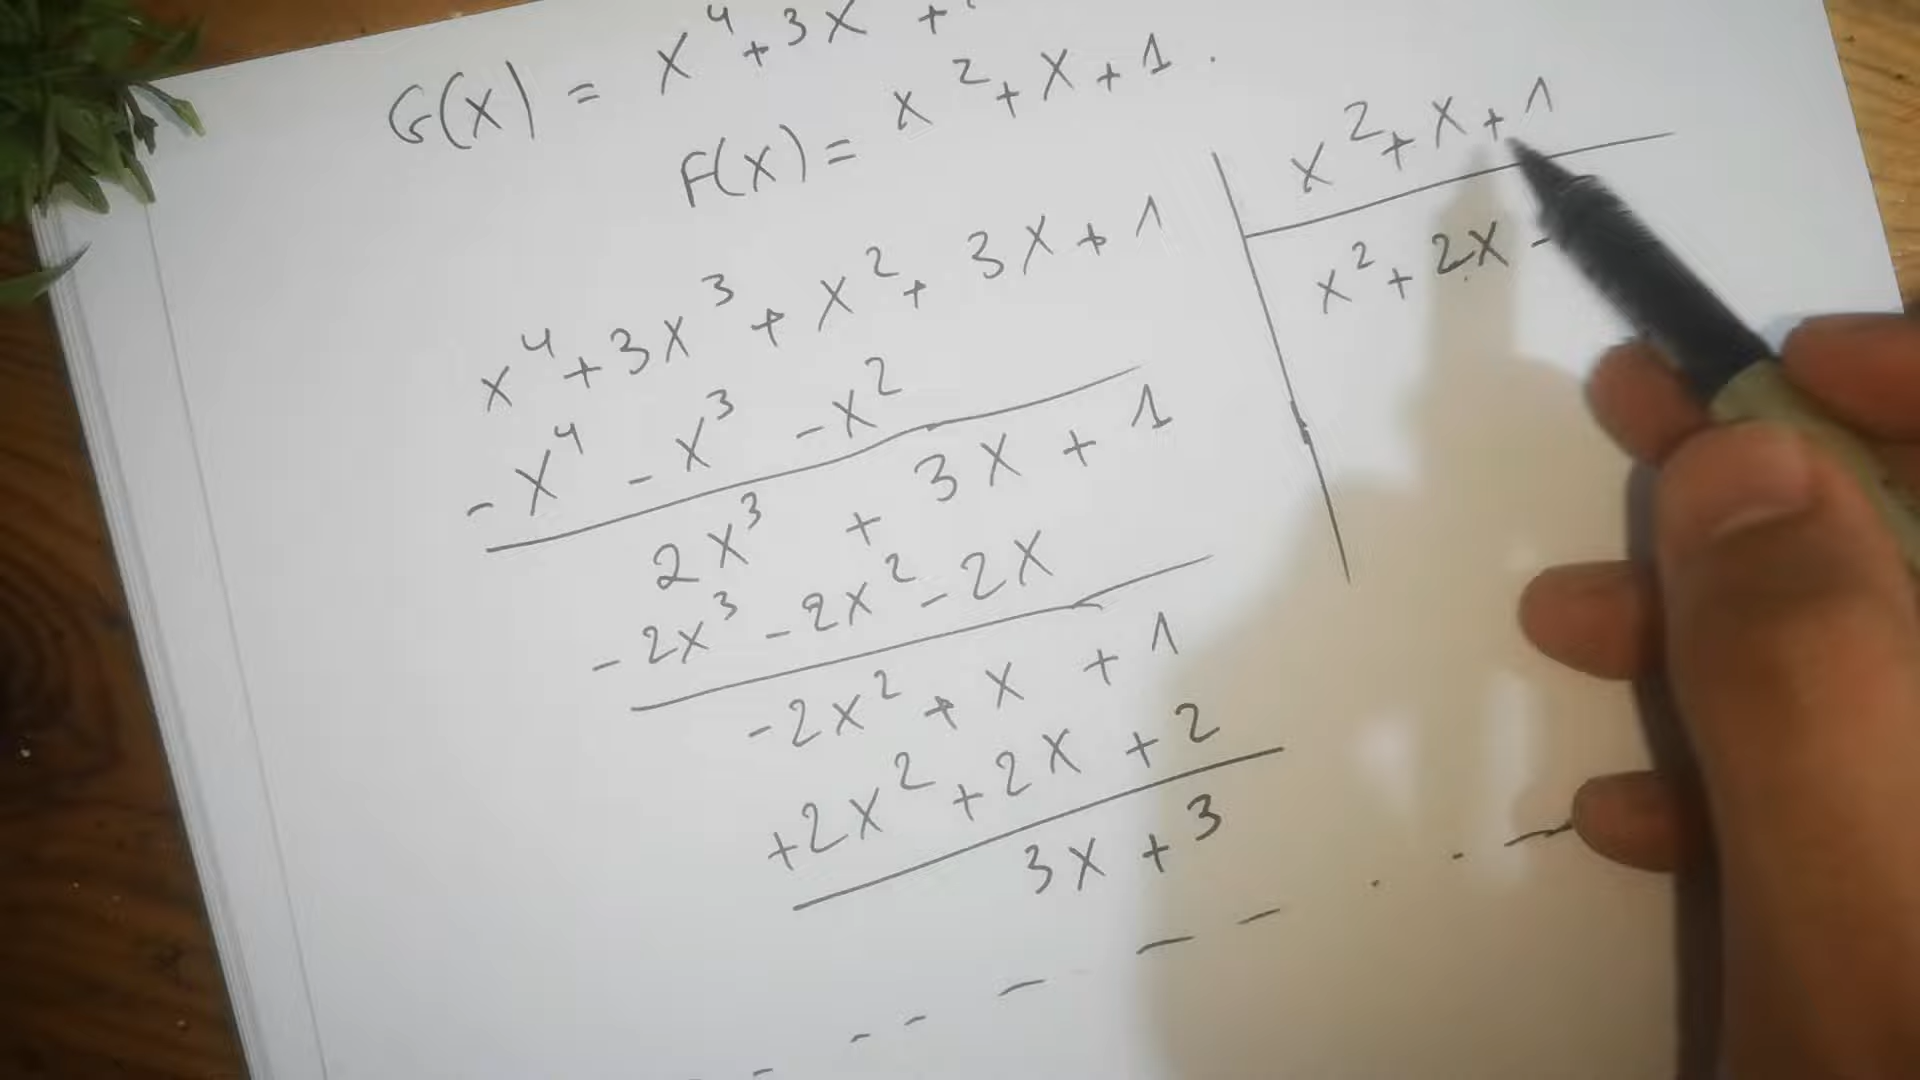 G(x) = x⁴ + 3x +
F(x) = x² + x + 1 .
x⁴ + 3x³ + x² + 3x + 1
x² + x + 1
x² + 2x -
- x⁴ - x³ - x²
2x³ + 3x + 1
- 2x³ - 2x² - 2x
- 2x² + x + 1
+ 2x² + 2x + 2
3x + 3